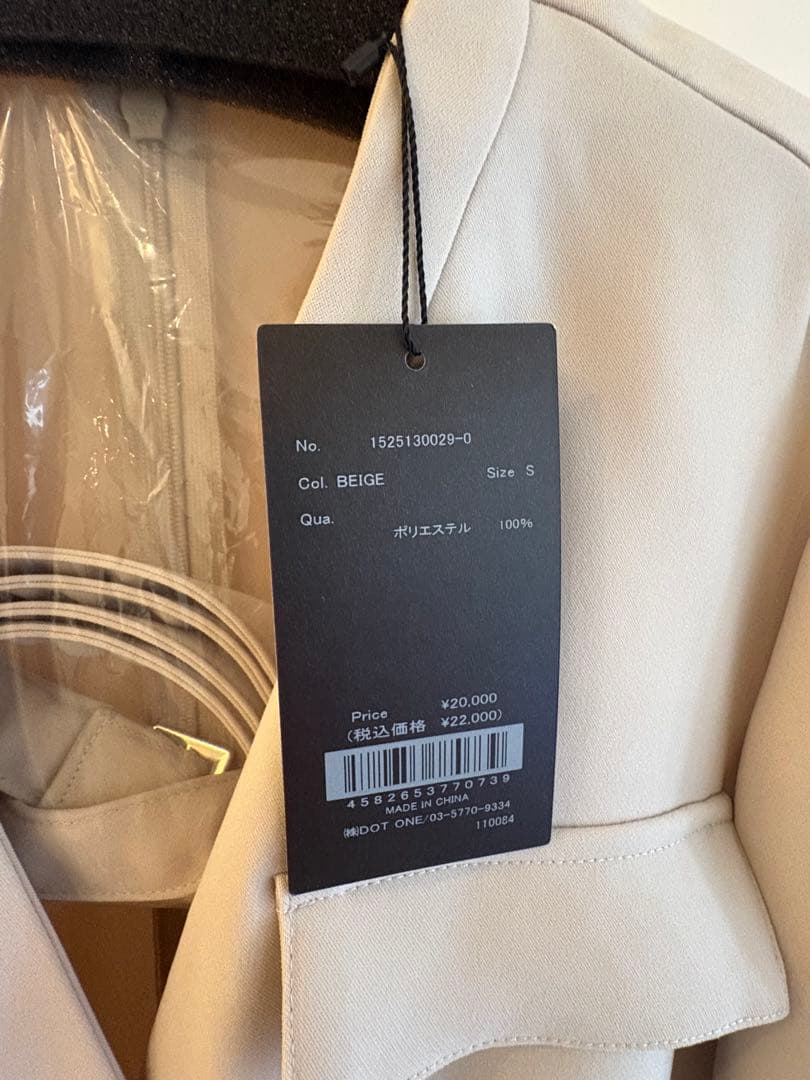 No. 1525130029-0
Col. BEIGE Size S
Qua.
ポリエステル 100%
Price ¥20,000
(税込価格 ¥22,000)
4582653770739
MADE IN CHINA
㈱DOT ONE/03-5770-9334
110084